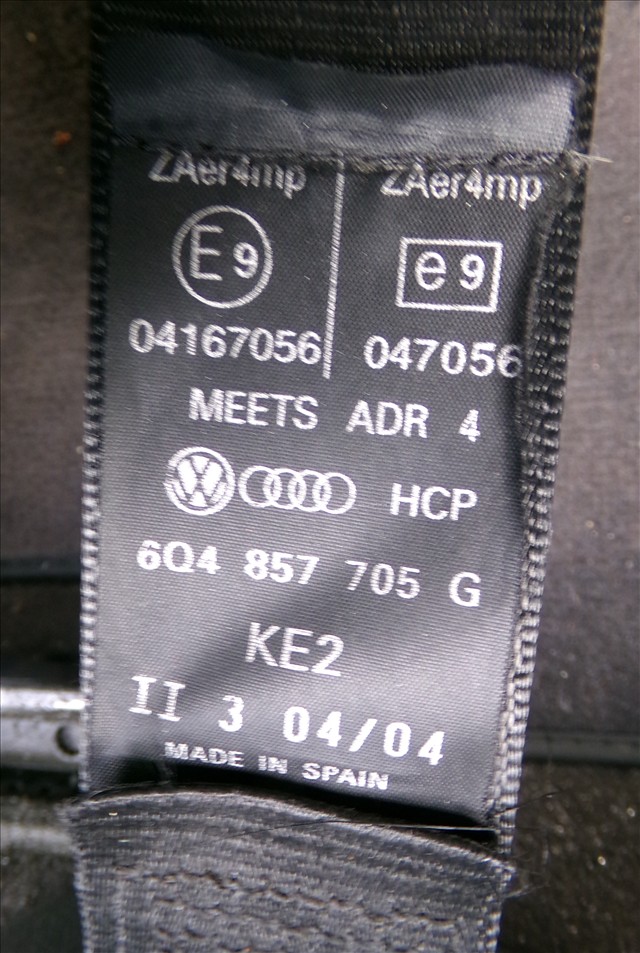 ZAer4mp ZAer4mp
E9 e9
04167056 047056
MEETS ADR 4
VW HCP
6Q4 857 705 G
KE2
II 3 04/04
MADE IN SPAIN